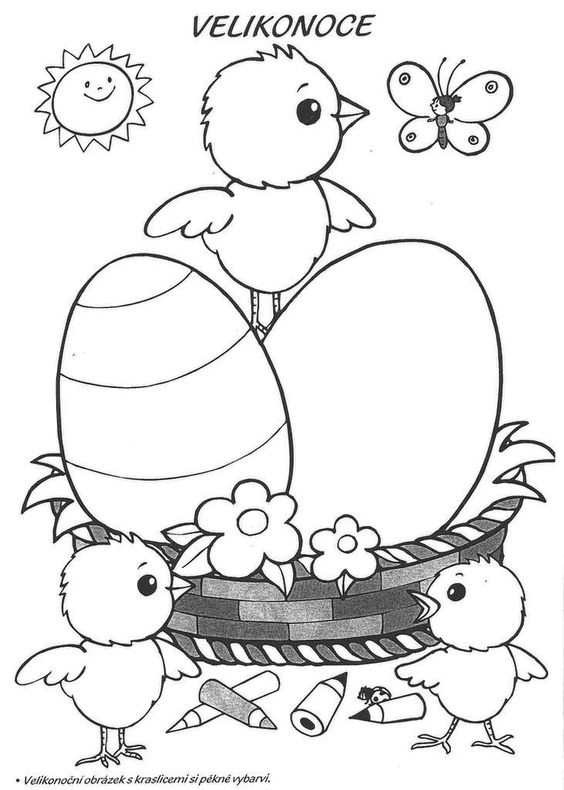 VELIKONOCE
• Velikonoční obrázek s kraslicemi si pěkně vybarvi.